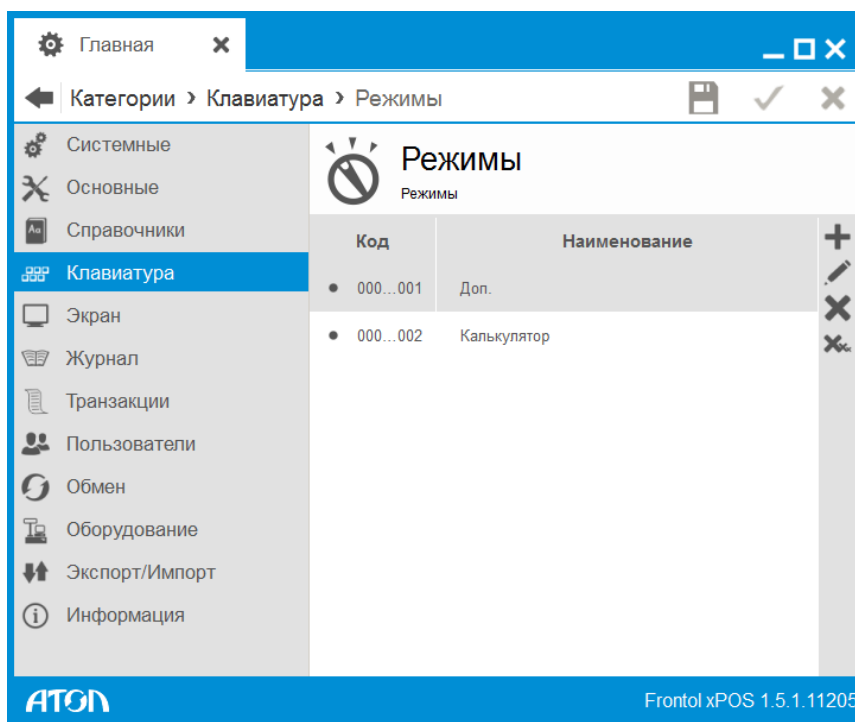 Главная
Категории › Клавиатура › Режимы
Системные
Основные
Справочники
Клавиатура
Экран
Журнал
Транзакции
Пользователи
Обмен
Оборудование
Экспорт/Импорт
Информация
Режимы
Режимы
Код Наименование
000...001 Доп.
000...002 Калькулятор
ATOL
Frontol xPOS 1.5.1.11205